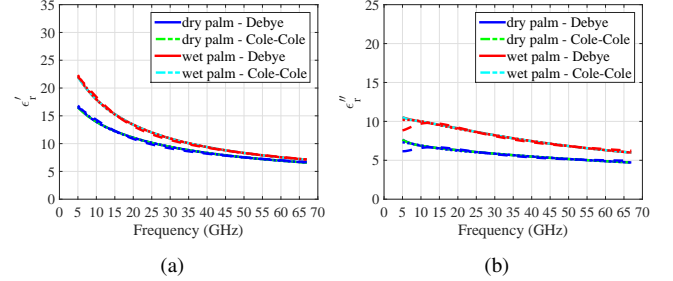 35
30
25
20
15
10
5
0
ϵ′r
dry palm - Debye
dry palm - Cole-Cole
wet palm - Debye
wet palm - Cole-Cole
0 5 10 15 20 25 30 35 40 45 50 55 60 65 70
Frequency (GHz)
(a)
25
20
15
10
5
0
ϵ″r
dry palm - Debye
dry palm - Cole-Cole
wet palm - Debye
wet palm - Cole-Cole
0 5 10 15 20 25 30 35 40 45 50 55 60 65 70
Frequency (GHz)
(b)